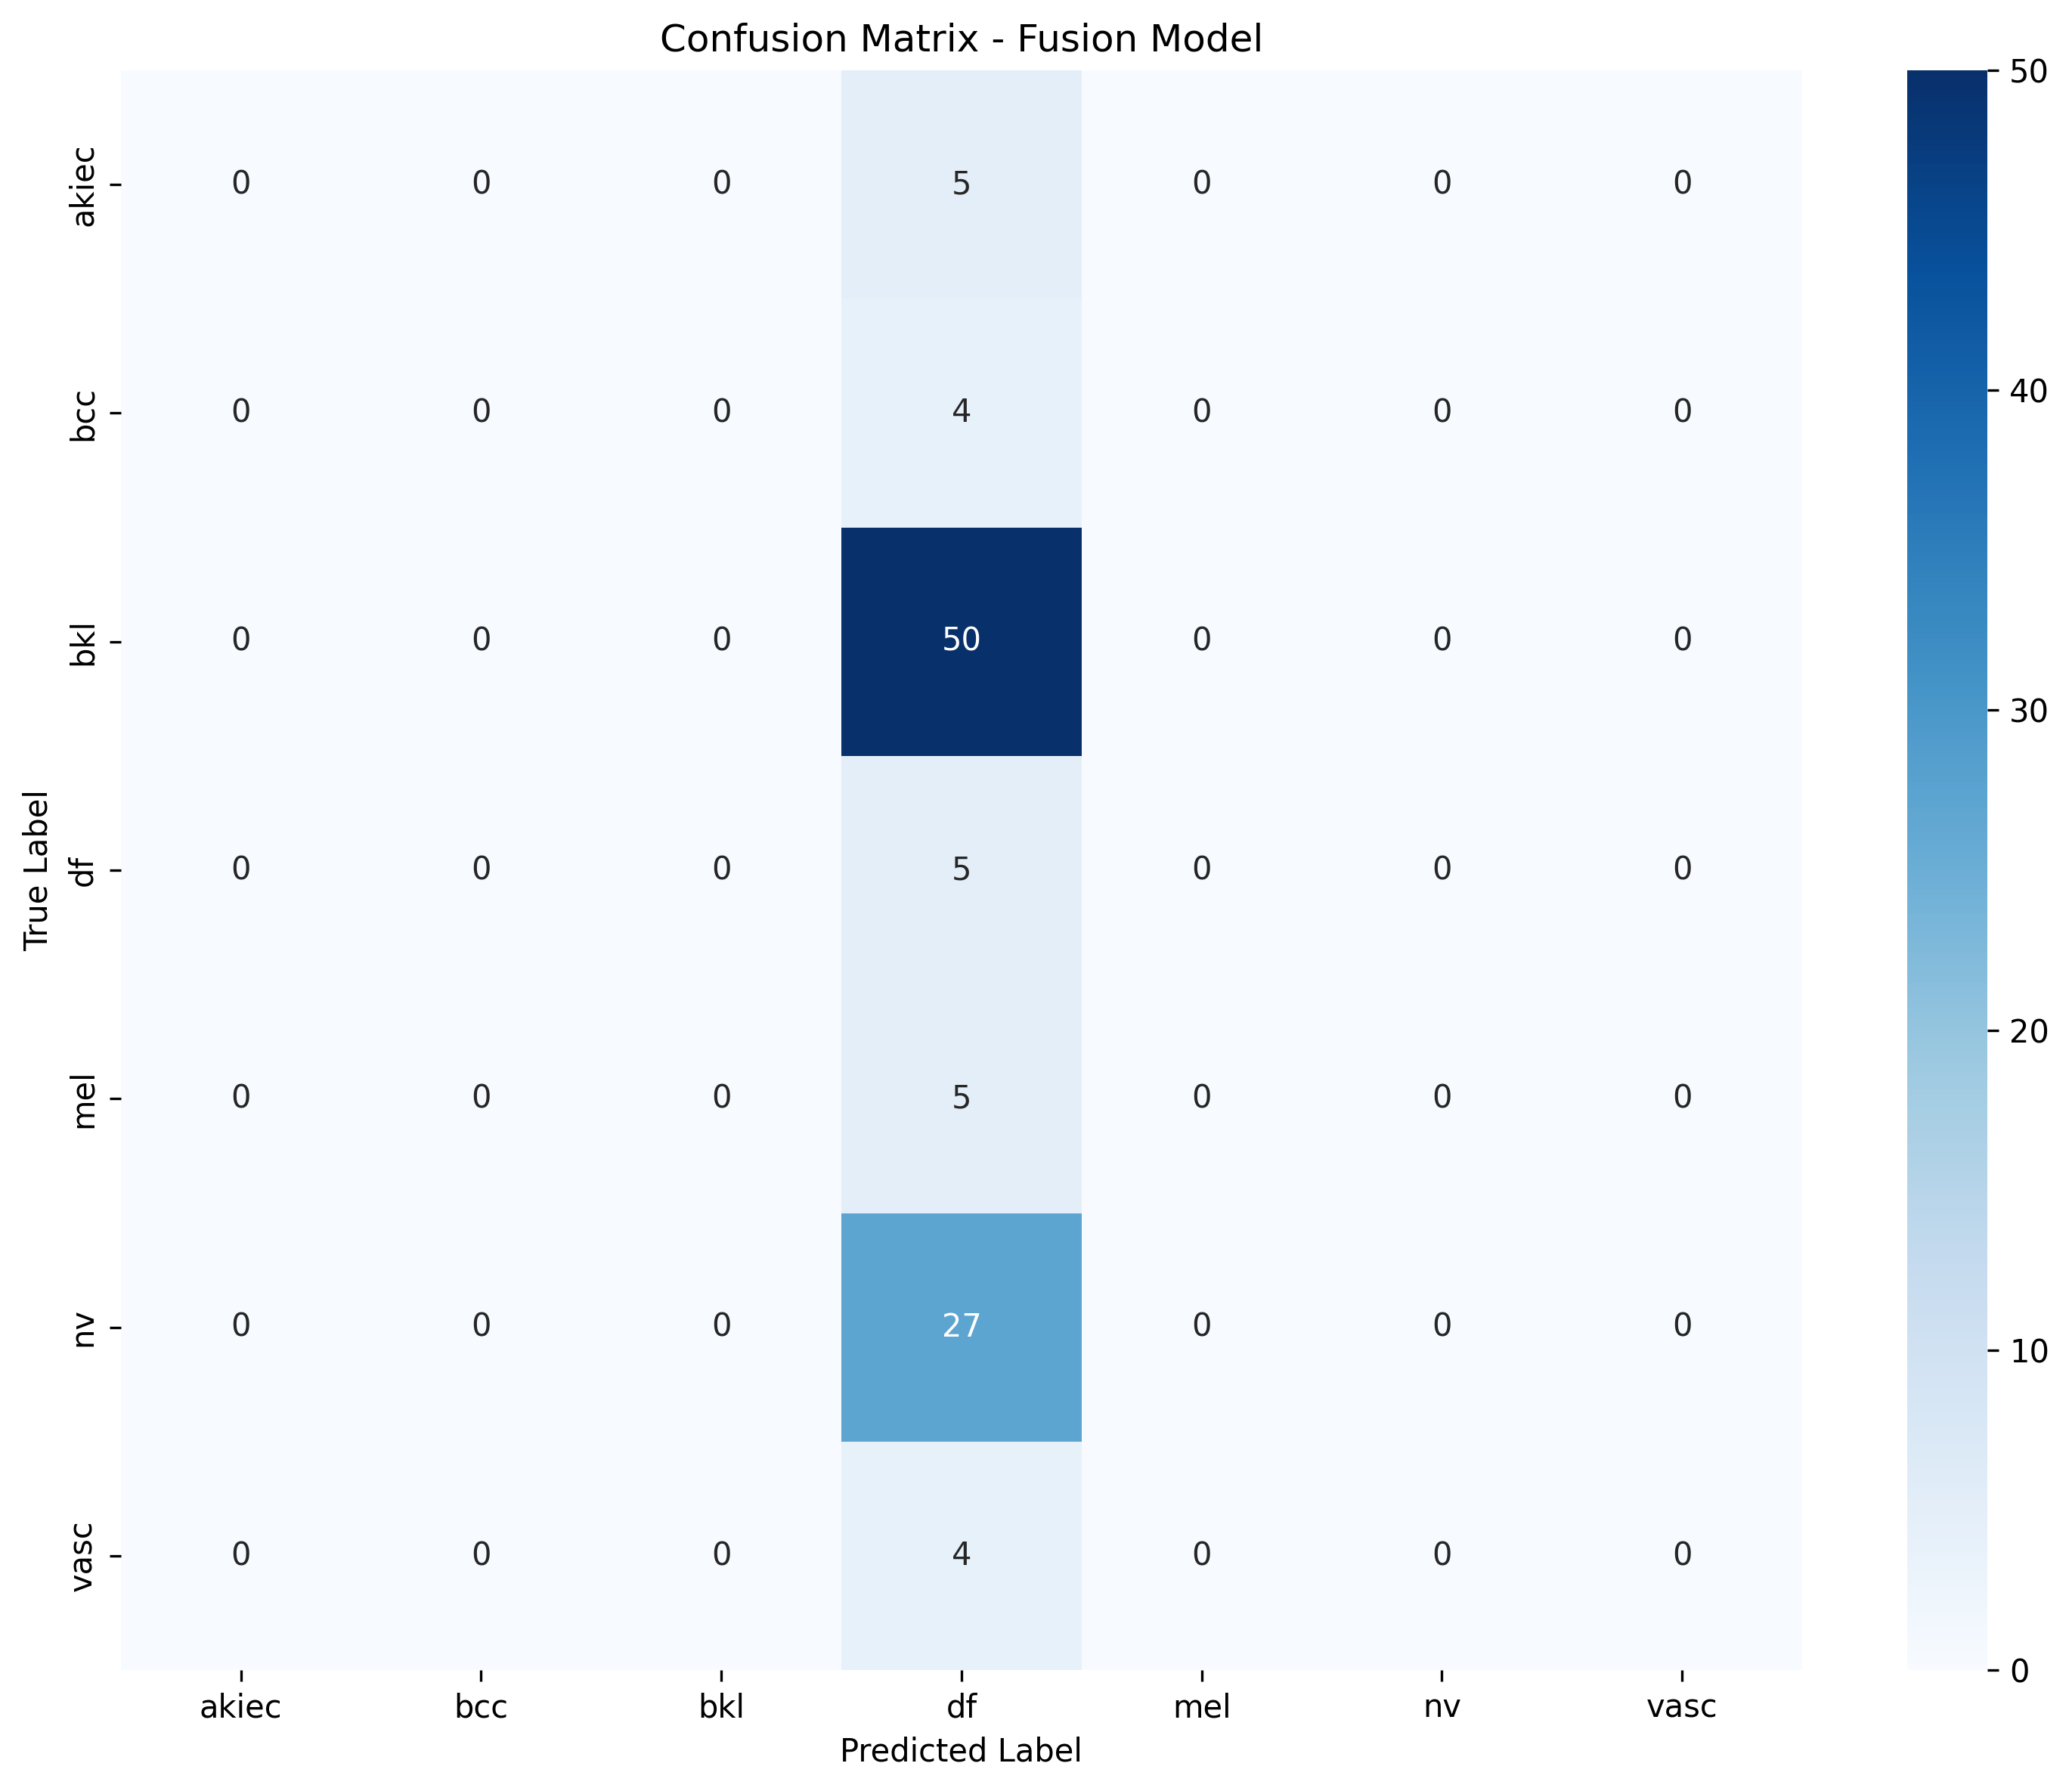 Confusion Matrix - Fusion Model
True Label
akiec 0 0 0 5 0 0 0
bcc 0 0 0 4 0 0 0
bkl 0 0 0 50 0 0 0
df 0 0 0 5 0 0 0
mel 0 0 0 5 0 0 0
nv 0 0 0 27 0 0 0
vasc 0 0 0 4 0 0 0
akiec bcc bkl df mel nv vasc
Predicted Label
50
40
30
20
10
0